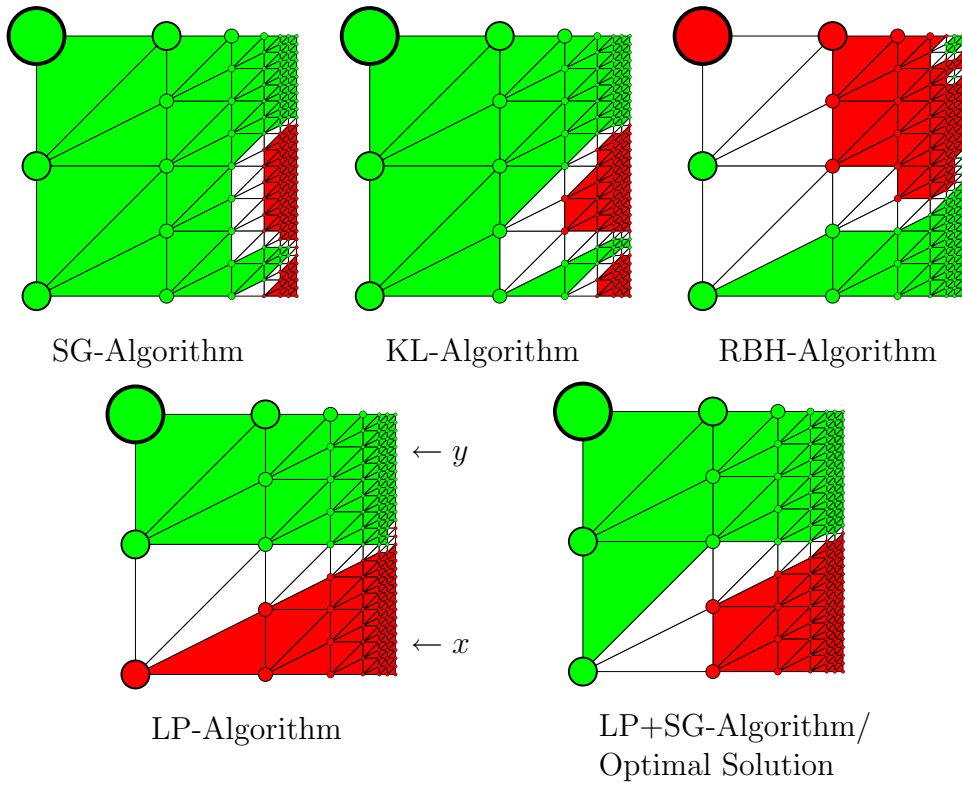 SG-Algorithm
KL-Algorithm
RBH-Algorithm
← y
← x
LP-Algorithm
LP+SG-Algorithm/
Optimal Solution